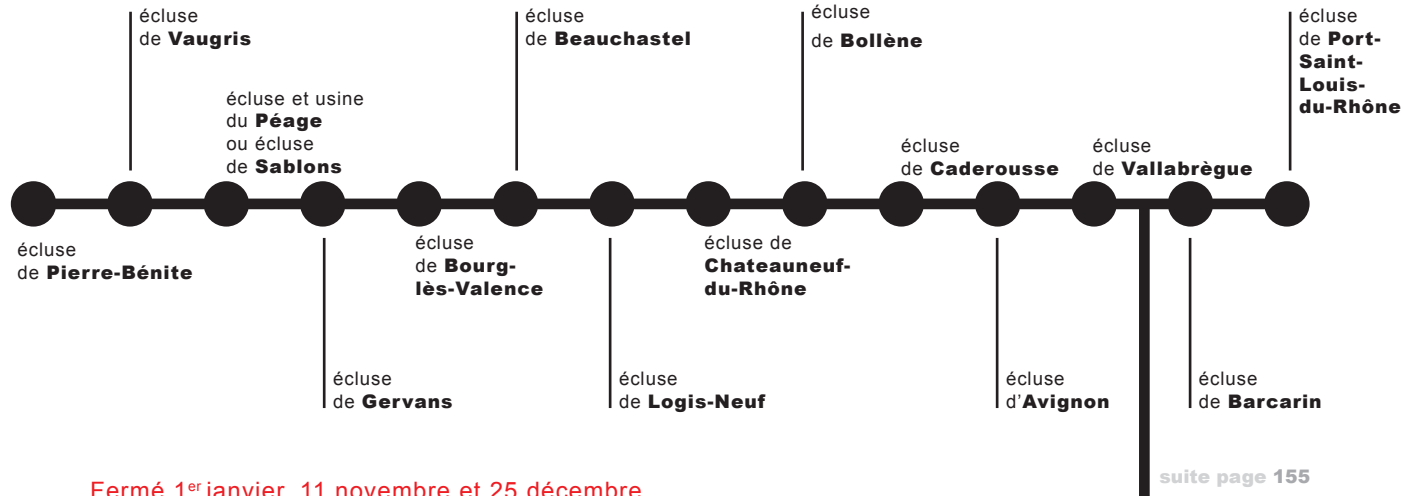 écluse
de Vaugris
écluse
de Beauchastel
écluse
de Bollène
écluse
de Port-
Saint-
Louis-
du-Rhône
écluse et usine
du Péage
ou écluse
de Sablons
écluse
de Caderousse
écluse
de Vallabrègue
écluse
de Pierre-Bénite
écluse
de Bourg-
lès-Valence
écluse de
Chateauneuf-
du-Rhône
écluse
de Gervans
écluse
de Logis-Neuf
écluse
d'Avignon
écluse
de Barcarin
suite page 155
Fermé 1er janvier, 11 novembre et 25 décembre